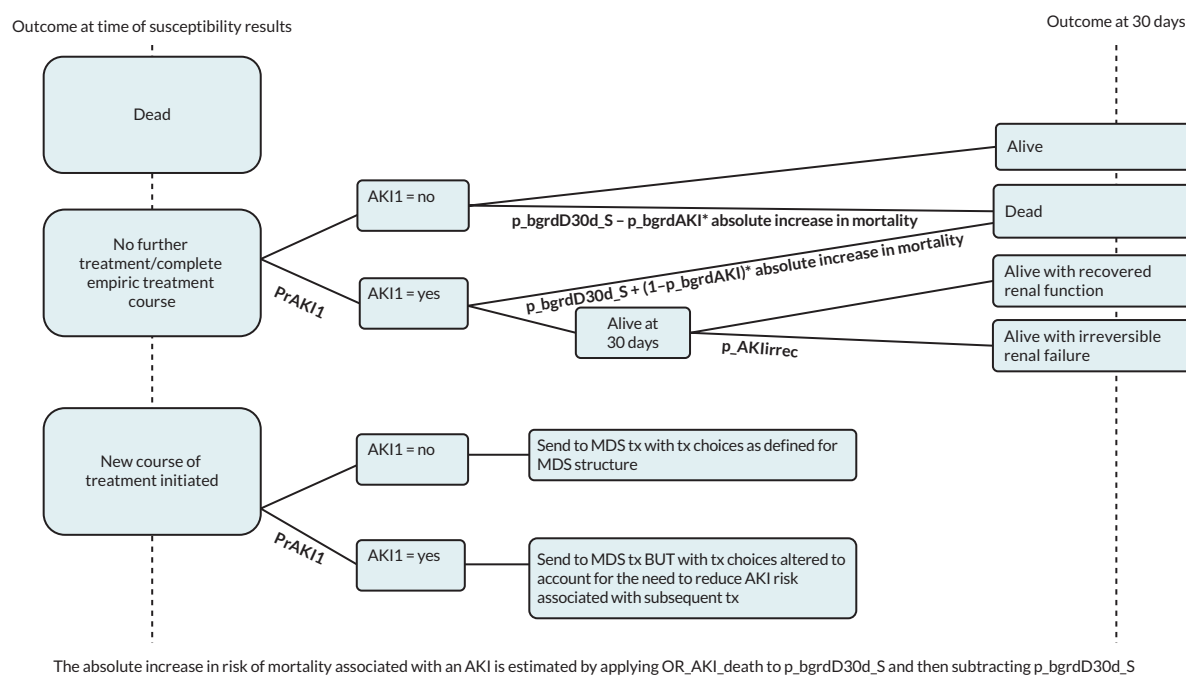 Outcome at time of susceptibility results
Outcome at 30 days
Dead
No further
treatment/complete
empiric treatment
course
PrAKI1
AKI1 = no
AKI1 = yes
p_bgrdD30d_S – p_bgrdAKI* absolute increase in mortality
p_bgrdD30d_S + (1–p_bgrdAKI)* absolute increase in mortality
Alive at
30 days
p_AKIirrec
Alive
Dead
Alive with recovered
renal function
Alive with irreversible
renal failure
New course of
treatment initiated
PrAKI1
AKI1 = no
Send to MDS tx with tx choices as defined for
MDS structure
AKI1 = yes
Send to MDS tx BUT with tx choices altered to
account for the need to reduce AKI risk
associated with subsequent tx
The absolute increase in risk of mortality associated with an AKI is estimated by applying OR_AKI_death to p_bgrdD30d_S and then subtracting p_bgrdD30d_S